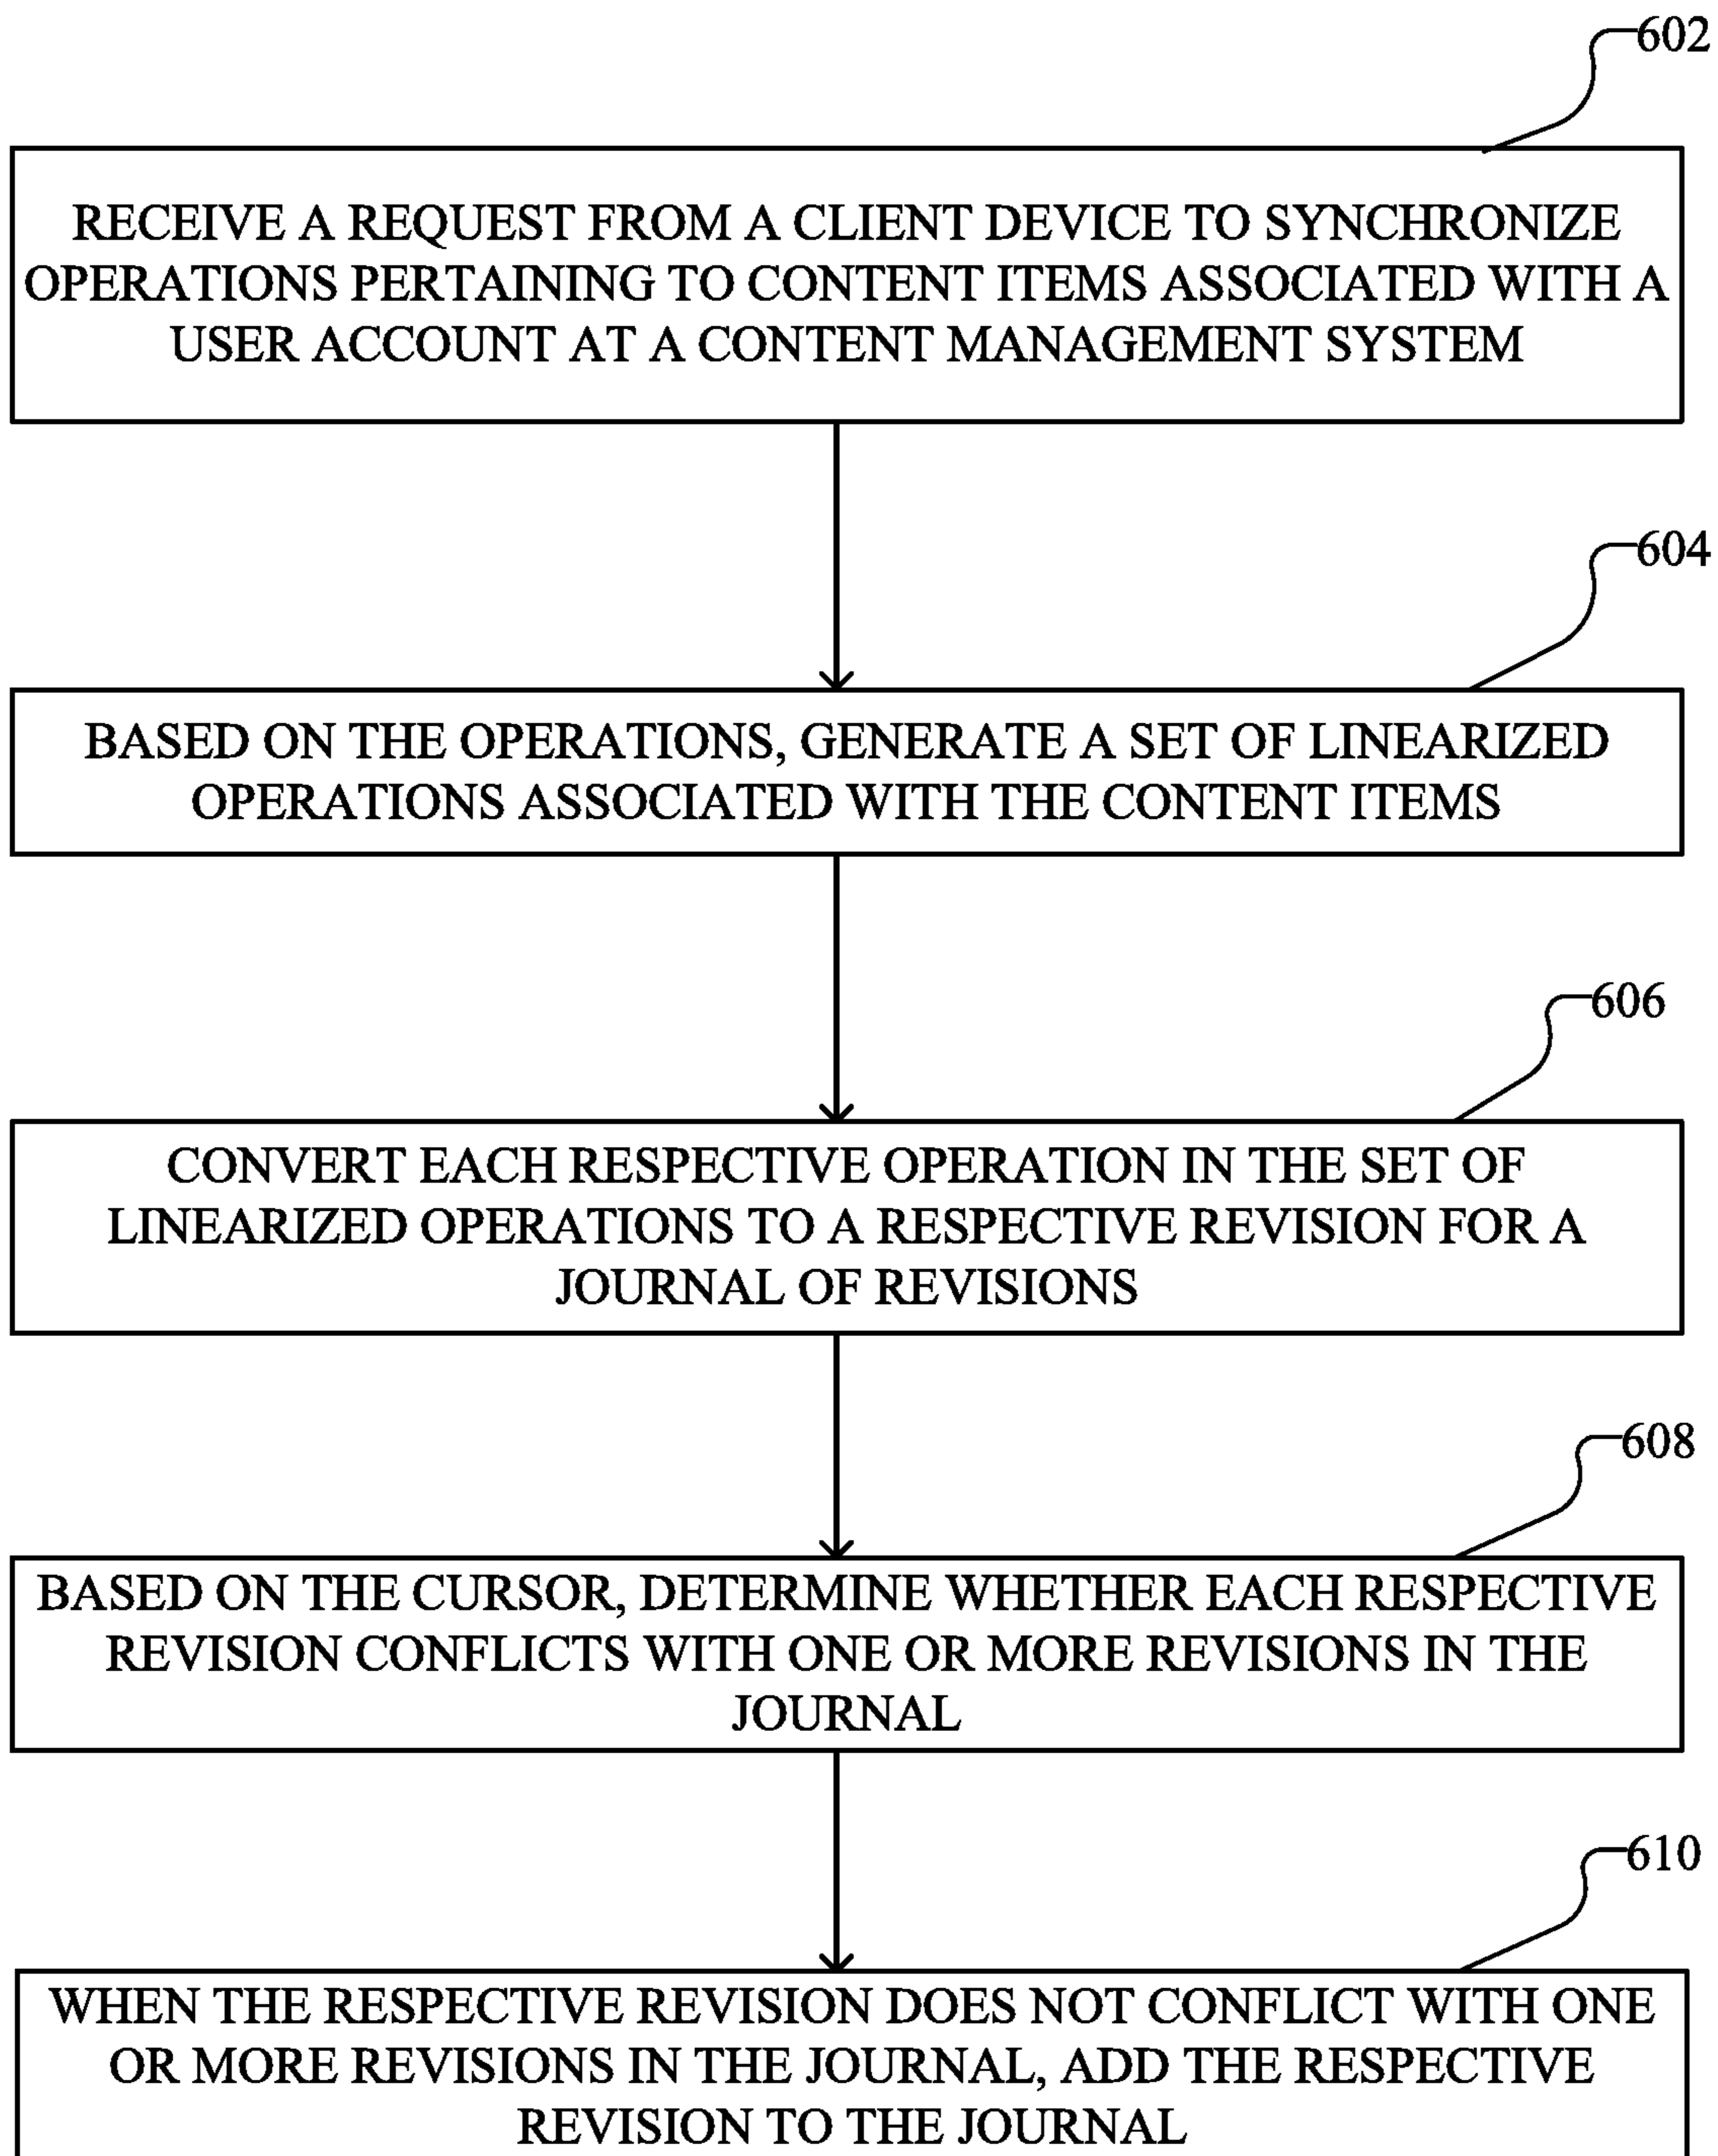 602
RECEIVE A REQUEST FROM A CLIENT DEVICE TO SYNCHRONIZE
OPERATIONS PERTAINING TO CONTENT ITEMS ASSOCIATED WITH A
USER ACCOUNT AT A CONTENT MANAGEMENT SYSTEM
604
BASED ON THE OPERATIONS, GENERATE A SET OF LINEARIZED
OPERATIONS ASSOCIATED WITH THE CONTENT ITEMS
606
CONVERT EACH RESPECTIVE OPERATION IN THE SET OF
LINEARIZED OPERATIONS TO A RESPECTIVE REVISION FOR A
JOURNAL OF REVISIONS
608
BASED ON THE CURSOR, DETERMINE WHETHER EACH RESPECTIVE
REVISION CONFLICTS WITH ONE OR MORE REVISIONS IN THE
JOURNAL
610
WHEN THE RESPECTIVE REVISION DOES NOT CONFLICT WITH ONE
OR MORE REVISIONS IN THE JOURNAL, ADD THE RESPECTIVE
REVISION TO THE JOURNAL